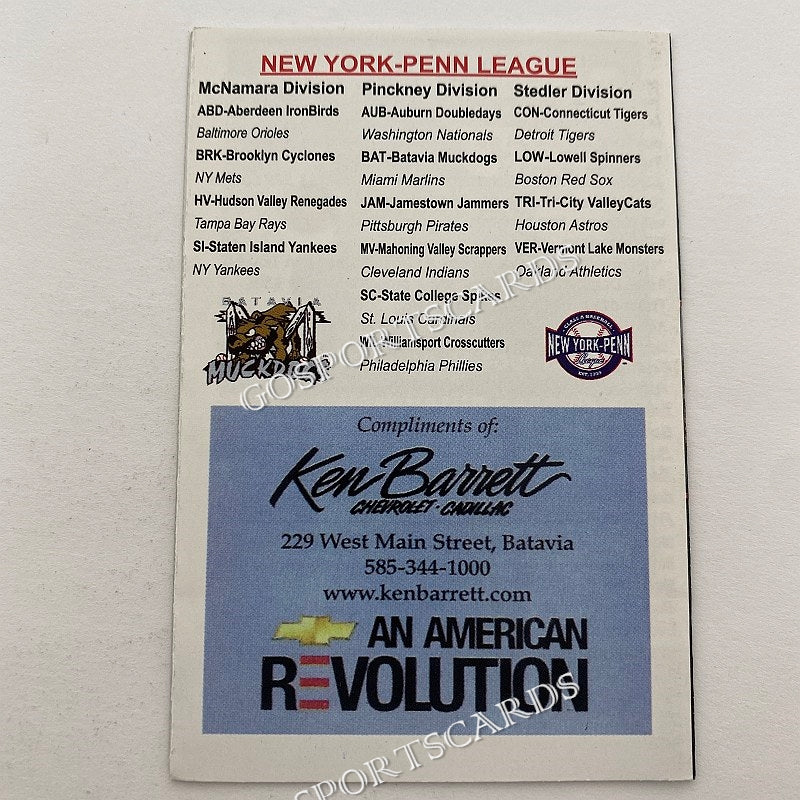 NEW YORK-PENN LEAGUE
McNamara Division
ABD-Aberdeen IronBirds
Baltimore Orioles
BRK-Brooklyn Cyclones
NY Mets
HV-Hudson Valley Renegades
Tampa Bay Rays
SI-Staten Island Yankees
NY Yankees
Pinckney Division
AUB-Auburn Doubledays
Washington Nationals
BAT-Batavia Muckdogs
Miami Marlins
JAM-Jamestown Jammers
Pittsburgh Pirates
MV-Mahoning Valley Scrappers
Cleveland Indians
SC-State College Spikes
St. Louis Cardinals
WM-Williamsport Crosscutters
Philadelphia Phillies
Stedler Division
CON-Connecticut Tigers
Detroit Tigers
LOW-Lowell Spinners
Boston Red Sox
TRI-Tri-City ValleyCats
Houston Astros
VER-Vermont Lake Monsters
Oakland Athletics
BATAVIA
MUCKDOGS
CLASS A BASEBALL
NEW YORK-PENN
League
EST. 1939
GOSPORTSCARDS
Compliments of:
Ken Barrett
CHEVROLET - CADILLAC
229 West Main Street, Batavia
585-344-1000
www.kenbarrett.com
AN AMERICAN
REVOLUTION
SPORTSCARDS